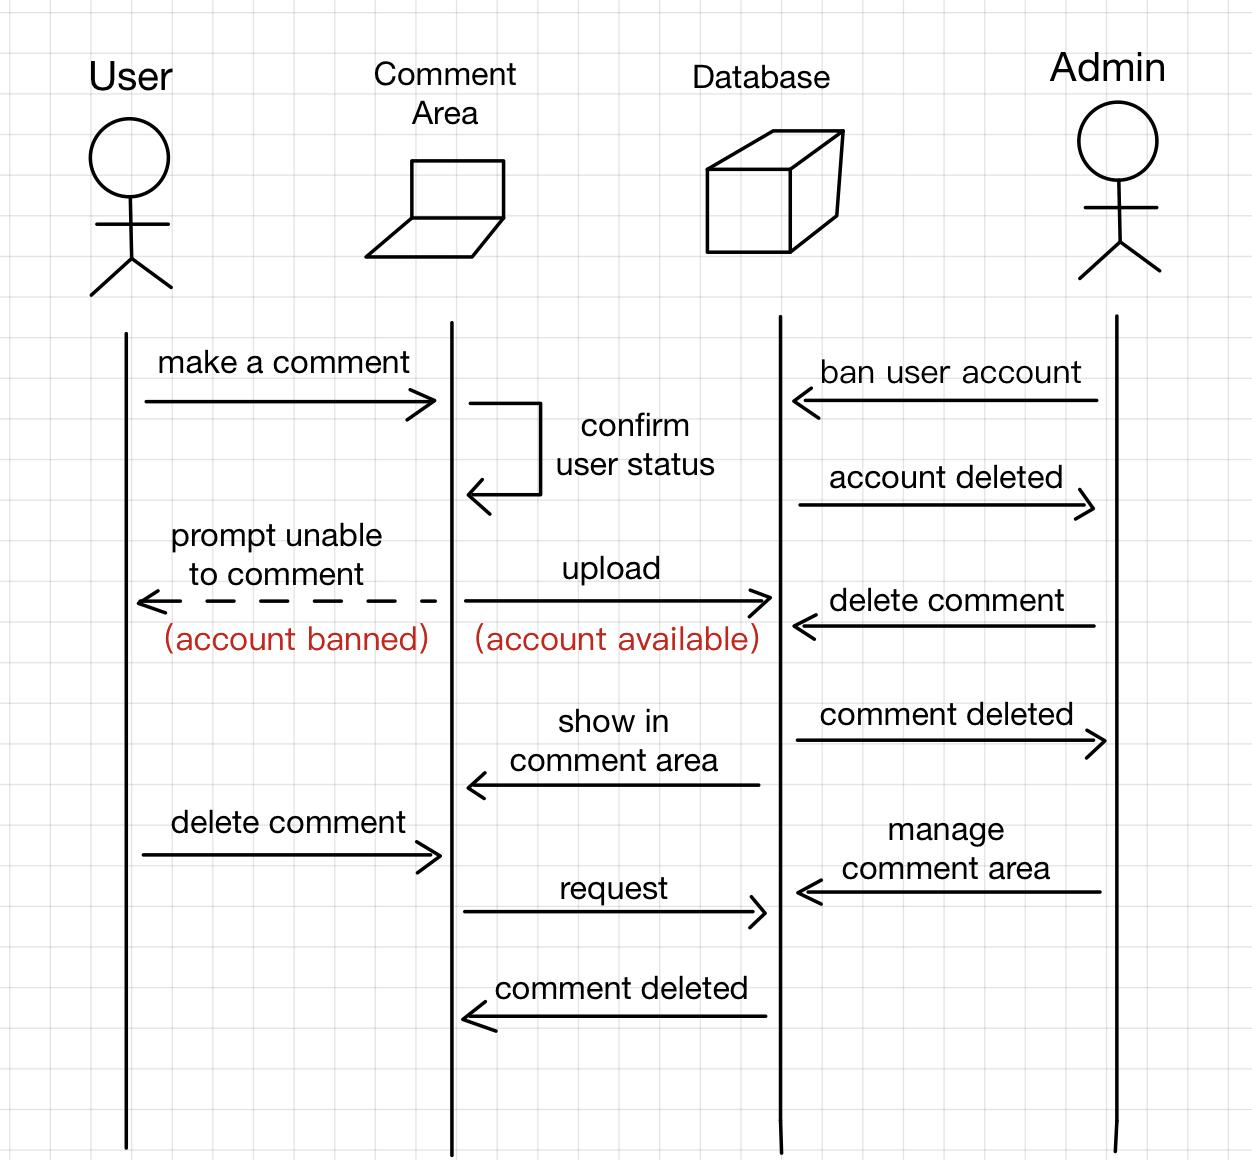 User
Comment
Area
Database
Admin
make a comment
ban user account
confirm
user status
account deleted
prompt unable
to comment
upload
delete comment
(account banned)
(account available)
show in
comment area
comment deleted
delete comment
manage
comment area
request
comment deleted